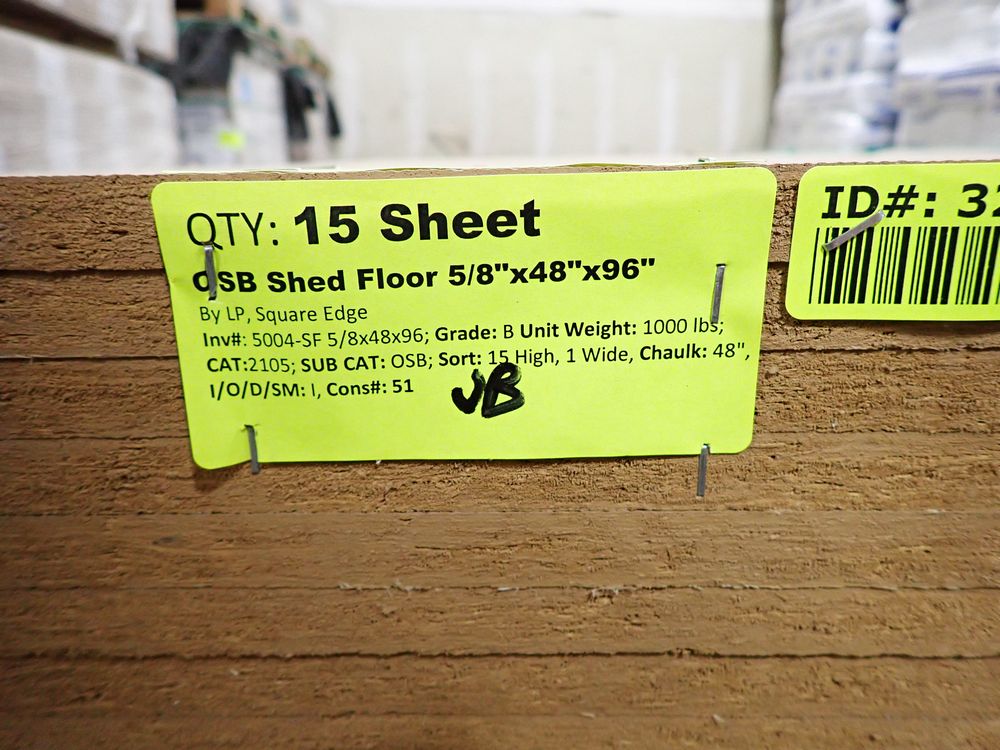 QTY: 15 Sheet
OSB Shed Floor 5/8"x48"x96"
By LP, Square Edge
Inv#: 5004-SF 5/8x48x96; Grade: B Unit Weight: 1000 lbs;
CAT:2105; SUB CAT: OSB; Sort: 15 High, 1 Wide, Chaulk: 48",
I/O/D/SM: I, Cons#: 51
JB
ID#: 32